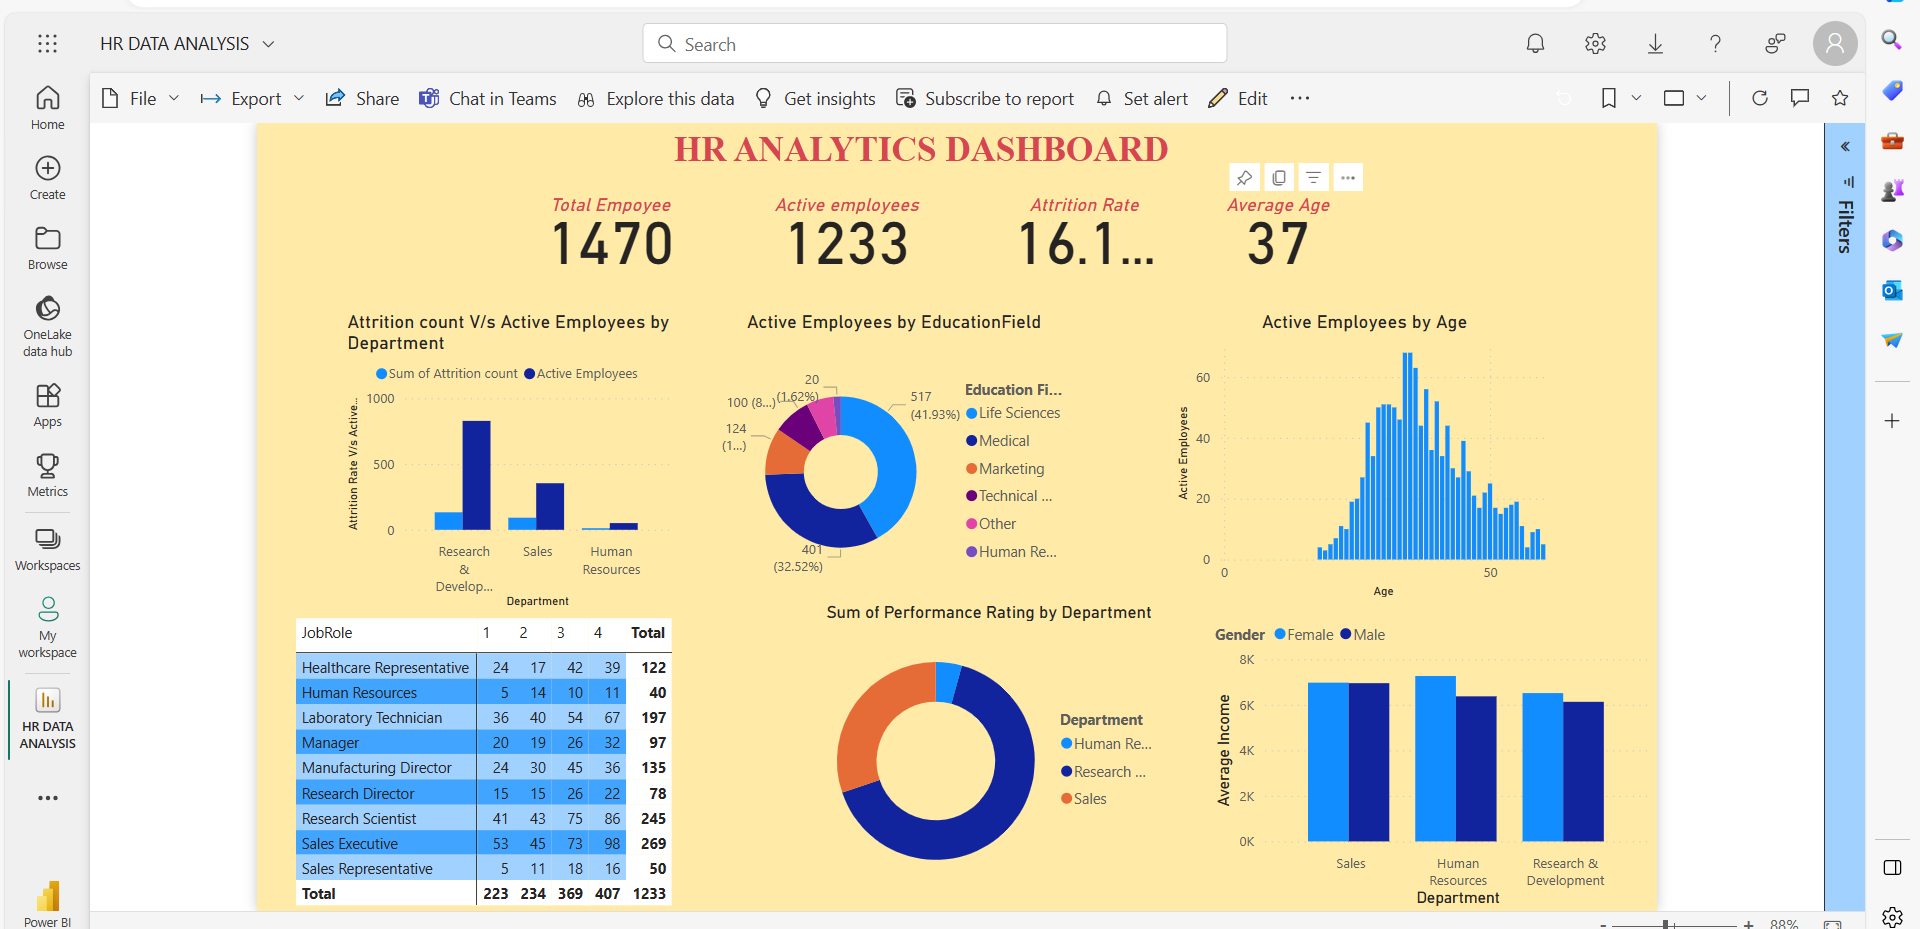 HR DATA ANALYSIS
Search
Home
Create
Browse
OneLake
data hub
Apps
Metrics
Workspaces
My
workspace
HR DATA
ANALYSIS
Power BI
File
Export
Share
Chat in Teams
Explore this data
Get insights
Subscribe to report
Set alert
Edit
Filters
HR ANALYTICS DASHBOARD
Total Empoyee
1470
Active employees
1233
Attrition Rate
16.1...
Average Age
37
Attrition count V/s Active Employees by
Department
Sum of Attrition count Active Employees
Attrition Rate V/s Active...
1000
500
0
Research
&
Develop...
Sales
Human
Resources
Department
Active Employees by EducationField
20
(1.62%)
100 (8...)
124
(1...)
401
(32.52%)
517
(41.93%)
Education Fi...
Life Sciences
Medical
Marketing
Technical ...
Other
Human Re...
Active Employees by Age
Active Employees
60
40
20
0
0 50
Age
JobRole 1 2 3 4 Total
Healthcare Representative 24 17 42 39 122
Human Resources 5 14 10 11 40
Laboratory Technician 36 40 54 67 197
Manager 20 19 26 32 97
Manufacturing Director 24 30 45 36 135
Research Director 15 15 26 22 78
Research Scientist 41 43 75 86 245
Sales Executive 53 45 73 98 269
Sales Representative 5 11 18 16 50
Total 223 234 369 407 1233
Sum of Performance Rating by Department
Department
Human Re...
Research ...
Sales
Gender Female Male
Average Income
8K
6K
4K
2K
0K
Sales
Human
Resources
Research &
Development
Department
- + 88%